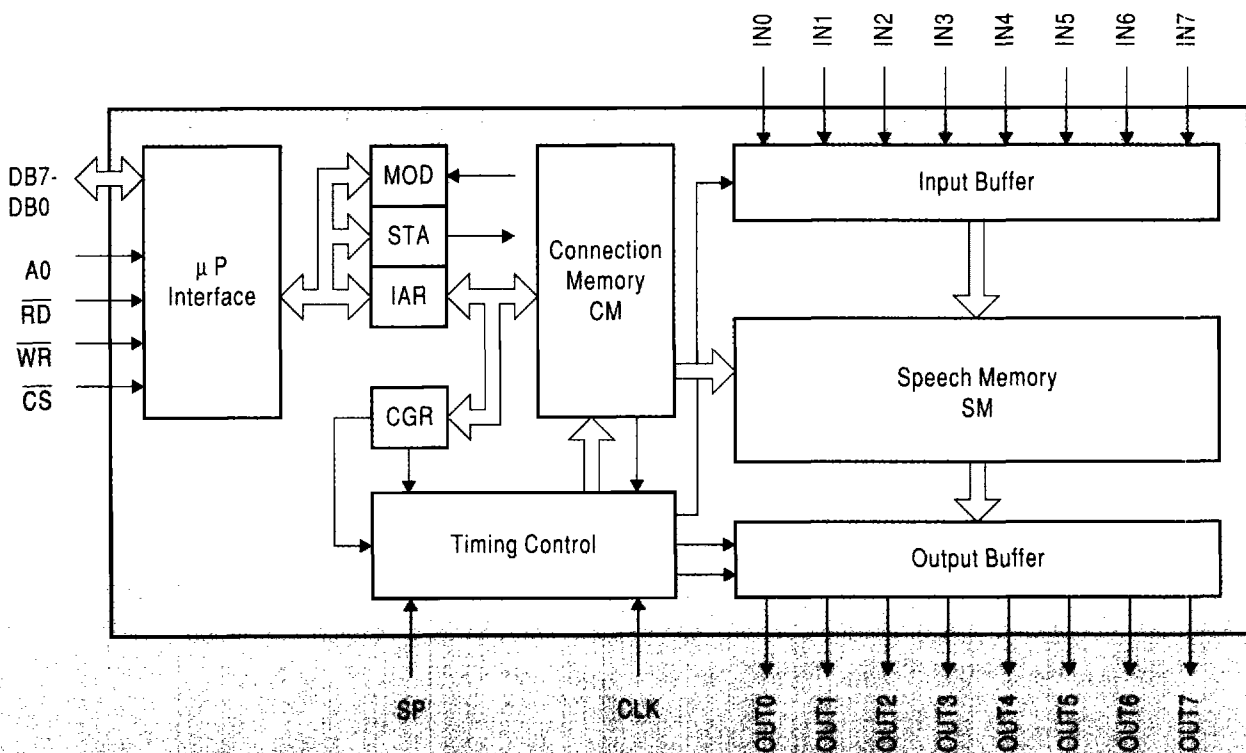 IN0
IN1
IN2
IN3
IN4
IN5
IN6
IN7
DB7-
DB0
A0
RD
WR
CS
μ P
Interface
MOD
STA
IAR
CGR
Connection
Memory
CM
Timing Control
Input Buffer
Speech Memory
SM
Output Buffer
SP
CLK
OUT0
OUT1
OUT2
OUT3
OUT4
OUT5
OUT6
OUT7